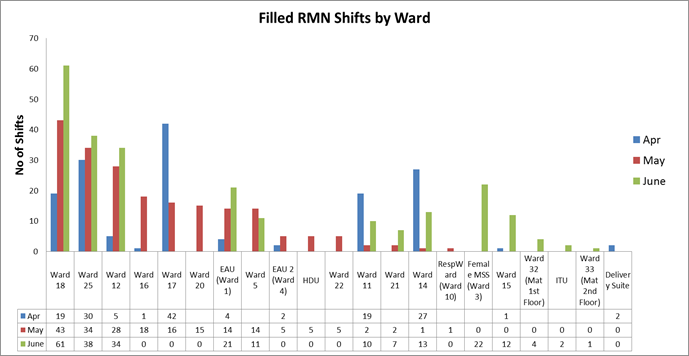 Filled RMN Shifts by Ward
70
60
50
40
30
20
10
0
No of Shifts
Apr
May
June
Ward
18
Ward
25
Ward
12
Ward
16
Ward
17
Ward
20
EAU
(Ward
1)
Ward
5
EAU 2
(Ward
4)
HDU
Ward
22
Ward
11
Ward
21
Ward
14
RespW
ard
(Ward
10)
Fema
le MSS
(Ward
3)
Ward
15
Ward
32
(Mat
1st
Floor)
ITU
Ward
33
(Mat
2nd
Floor)
Deliver
y Suite
Apr 19 30 5 1 42 4 2 19 27 1 2
May 43 34 28 18 16 15 14 14 5 5 5 2 2 1 1 0 0 0 0 0 0
June 61 38 34 0 0 0 21 11 0 0 0 10 7 13 0 22 12 4 2 1 0